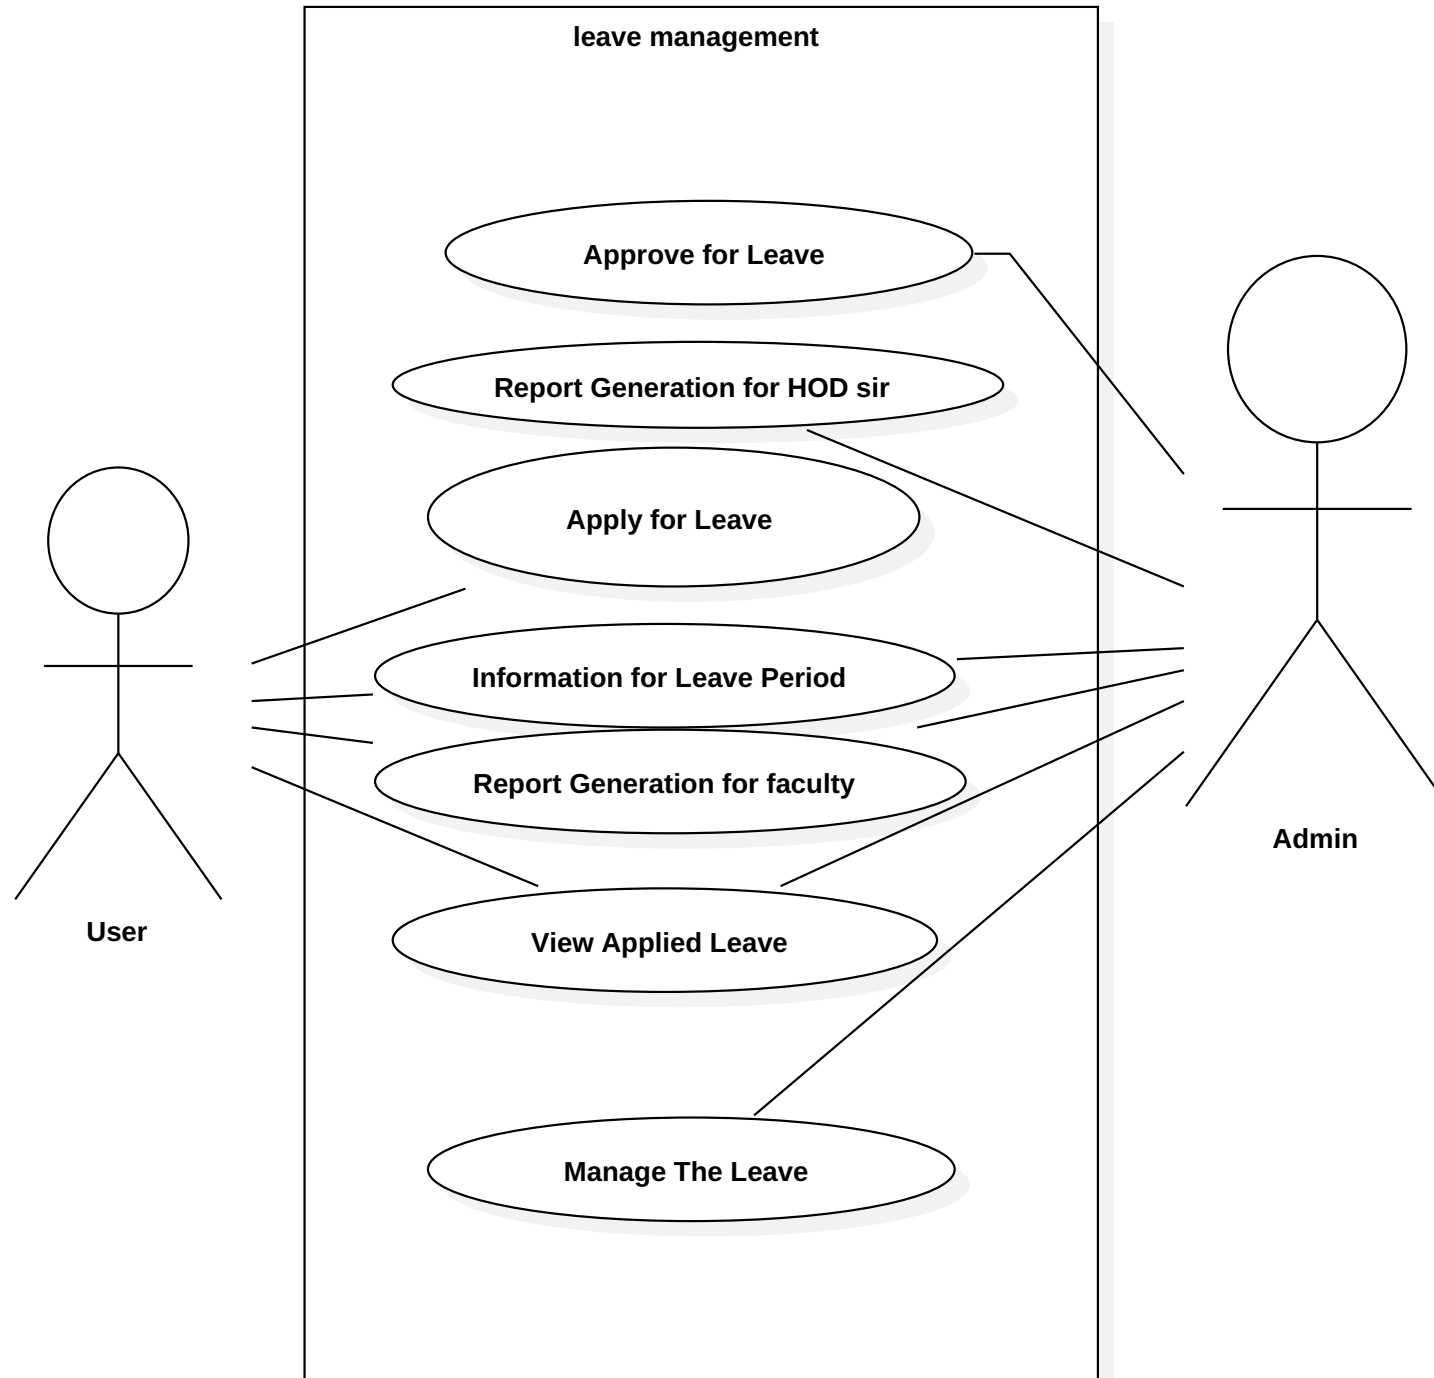 leave management
Approve for Leave
Report Generation for HOD sir
Apply for Leave
Information for Leave Period
Report Generation for faculty
View Applied Leave
Manage The Leave
User
Admin